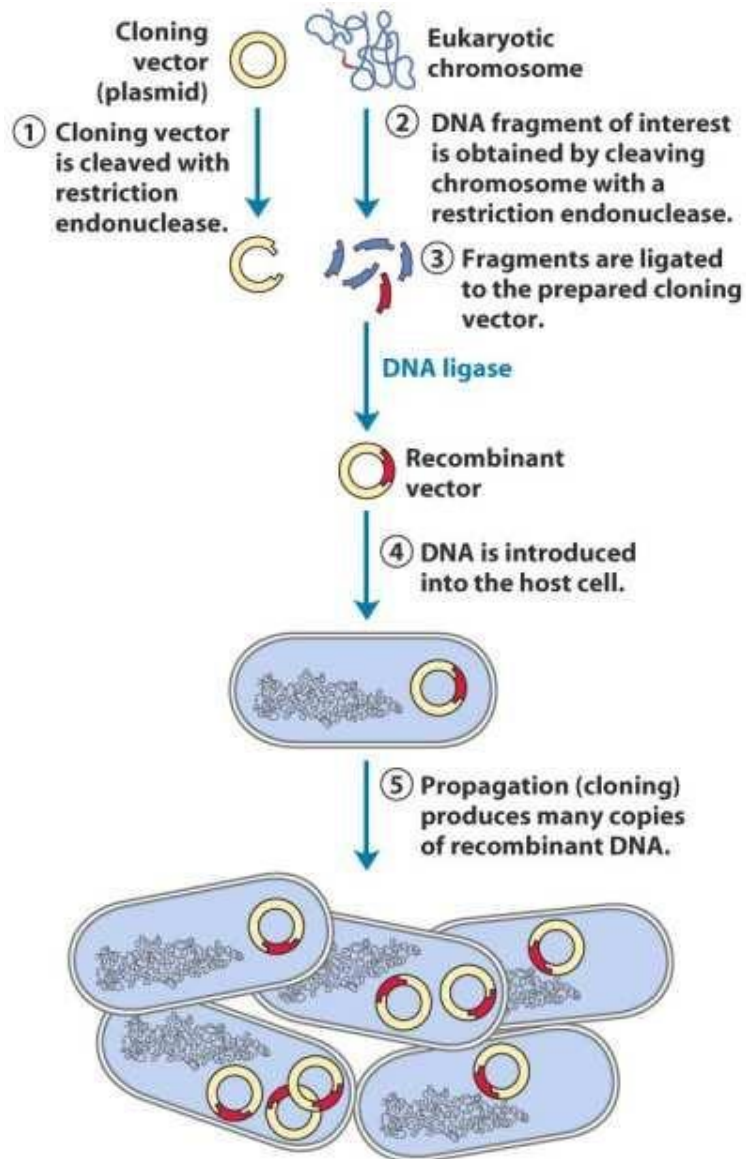 Cloning
vector
(plasmid)
Eukaryotic
chromosome
① Cloning vector
is cleaved with
restriction
endonuclease.
② DNA fragment of interest
is obtained by cleaving
chromosome with a
restriction endonuclease.
③ Fragments are ligated
to the prepared cloning
vector.
DNA ligase
Recombinant
vector
④ DNA is introduced
into the host cell.
⑤ Propagation (cloning)
produces many copies
of recombinant DNA.